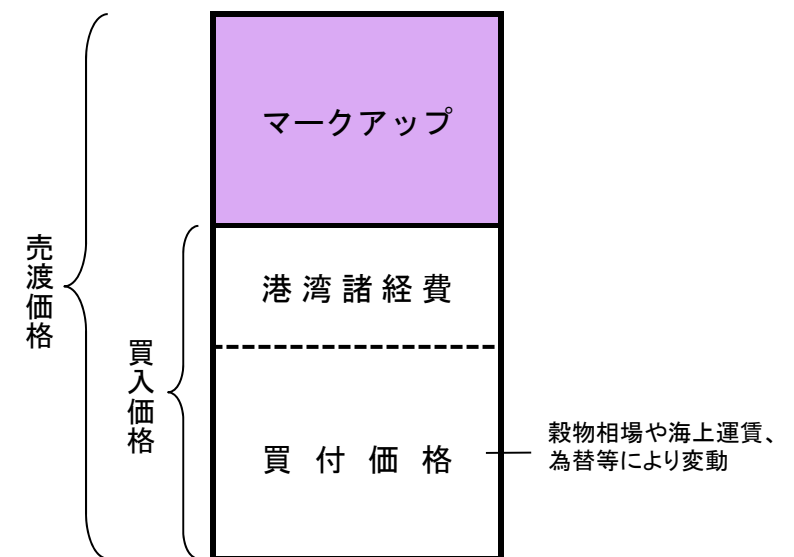 マークアップ
港湾諸経費
売渡価格
買入価格
買付価格
穀物相場や海上運賃、
為替等により変動